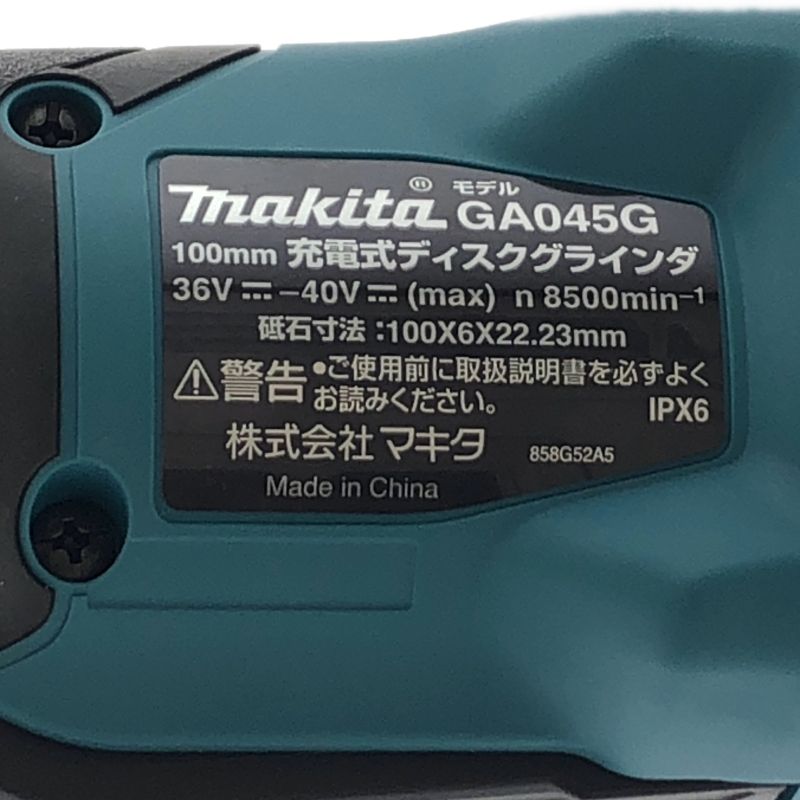 makita® モデル GA045G
100mm 充電式ディスクグラインダ
36V⎓–40V⎓(max) n 8500min⁻¹
砥石寸法:100X6X22.23mm
⚠警告 •ご使用前に取扱説明書を必ずよく
お読みください。
IPX6
株式会社 マキタ 858G52A5
Made in China